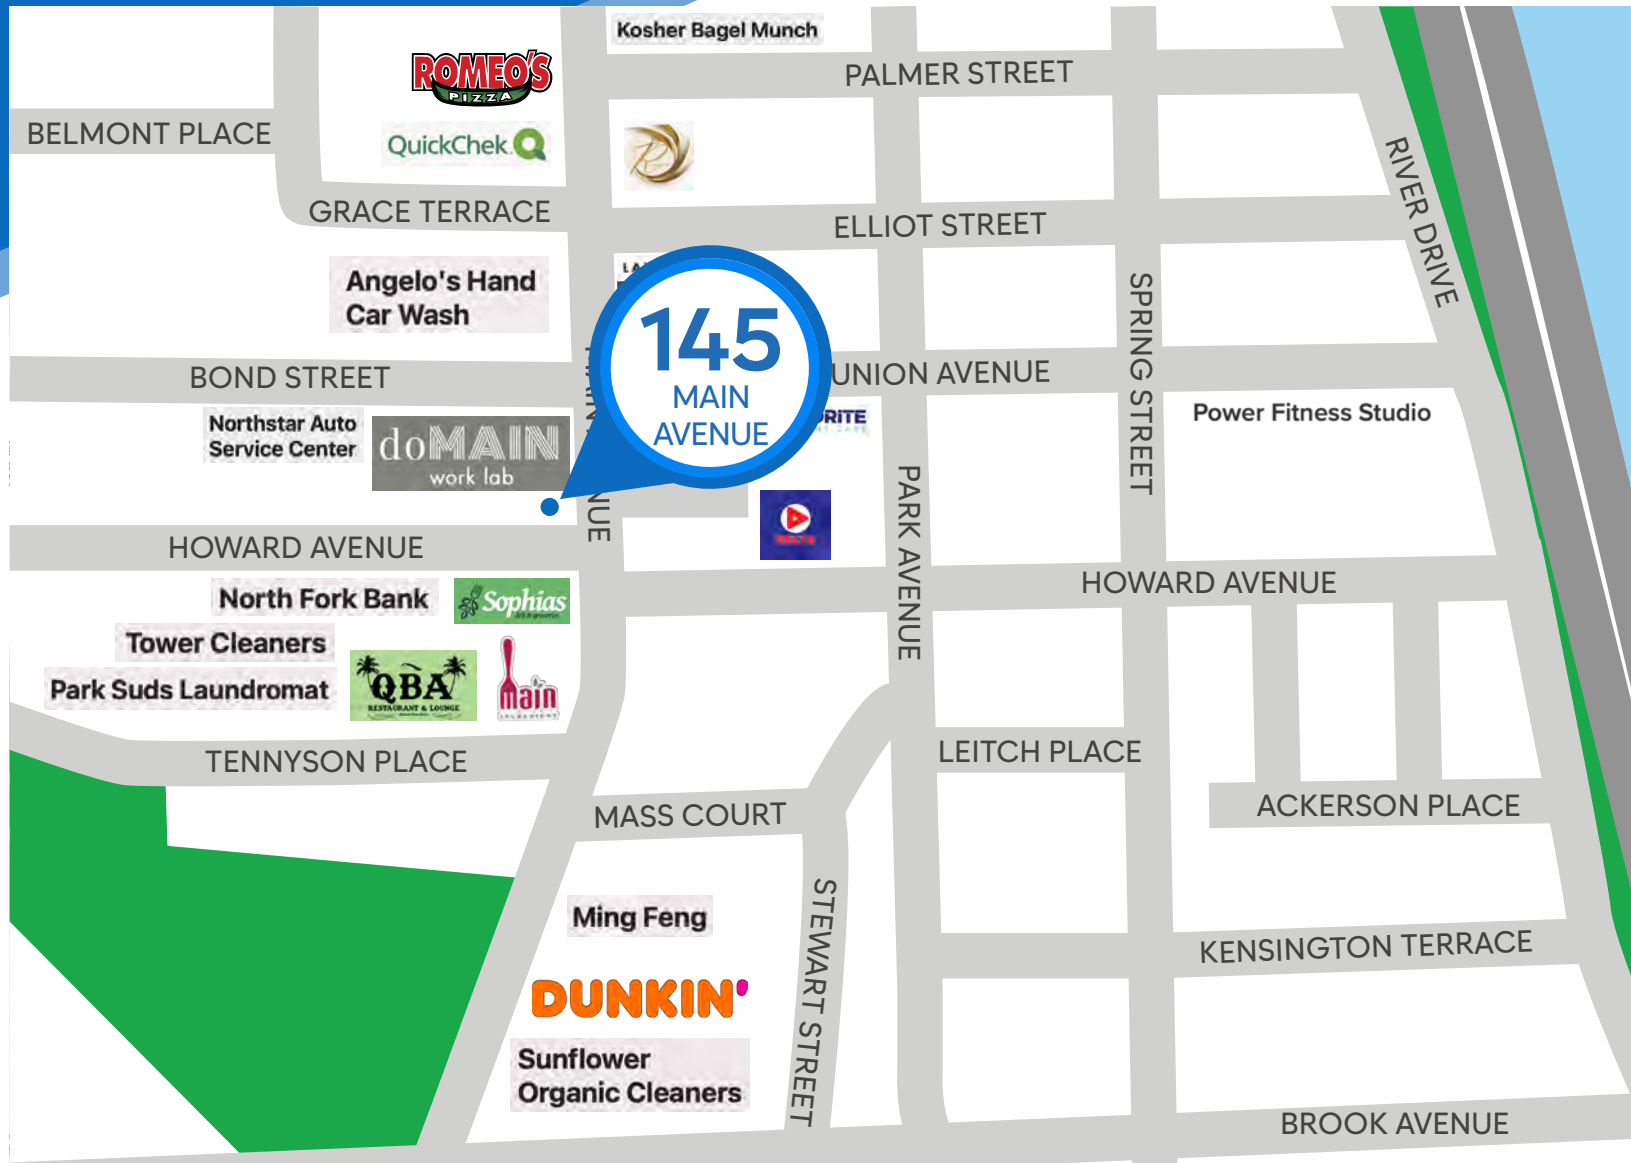 Kosher Bagel Munch
ROMEO'S
PIZZA
PALMER STREET
BELMONT PLACE
QuickChek
R
RIVER DRIVE
GRACE TERRACE
ELLIOT STREET
Angelo's Hand
Car Wash
145
MAIN
AVENUE
SPRING STREET
BOND STREET
UNION AVENUE
Northstar Auto
Service Center
doMAIN
work lab
Power Fitness Studio
PARK AVENUE
DELTA
HOWARD AVENUE
HOWARD AVENUE
North Fork Bank
Sophias
Tower Cleaners
Park Suds Laundromat
QBA
RESTAURANT & LOUNGE
main
INGREDIENT
TENNYSON PLACE
LEITCH PLACE
MASS COURT
ACKERSON PLACE
STEWART STREET
Ming Feng
KENSINGTON TERRACE
DUNKIN'
Sunflower
Organic Cleaners
BROOK AVENUE